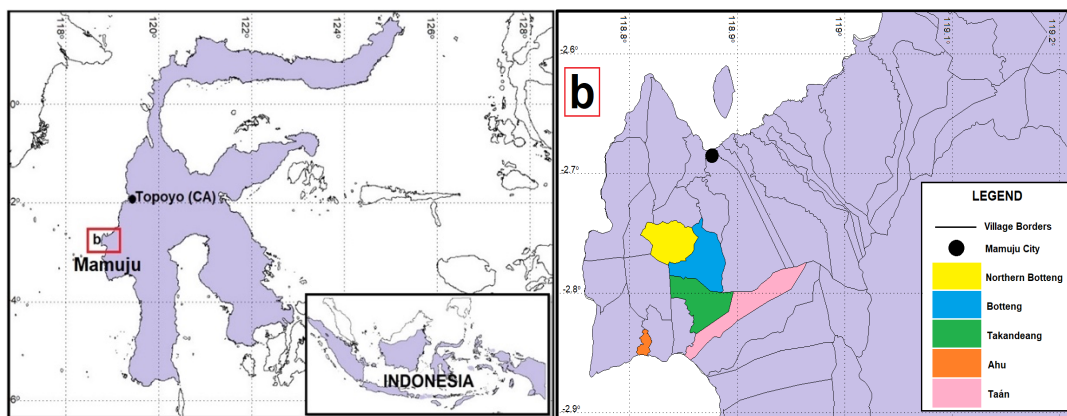 118° 120° 122° 124° 126° 128°
0°
Topoyo (CA)
2°
b
Mamuju
4°
6°
INDONESIA
118.8° 118.9° 119° 119.1° 119.2°
-2.6°
b
-2.7°
-2.8°
-2.9°
LEGEND
Village Borders
Mamuju City
Northern Botteng
Botteng
Takandeang
Ahu
Taán